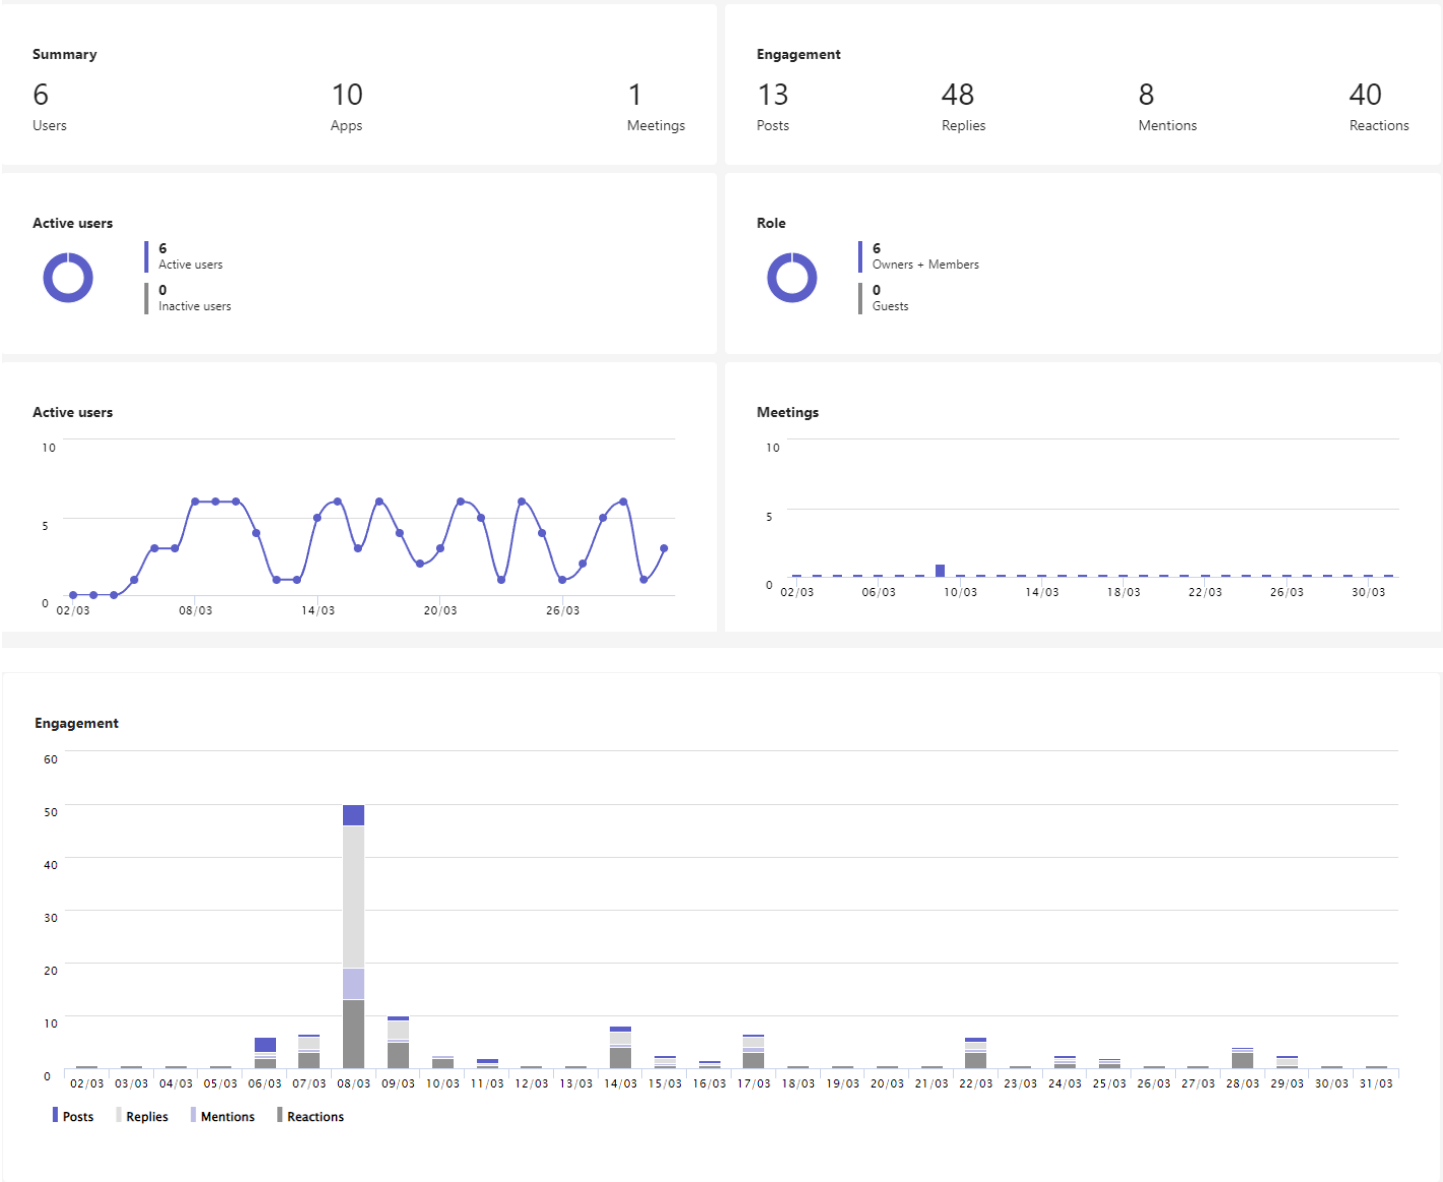 Summary
6
Users
10
Apps
1
Meetings
Engagement
13
Posts
48
Replies
8
Mentions
40
Reactions
Active users
6
Active users
0
Inactive users
Role
6
Owners + Members
0
Guests
Active users
10
5
0
02/03 08/03 14/03 20/03 26/03
Meetings
10
5
0
02/03 06/03 10/03 14/03 18/03 22/03 26/03 30/03
Engagement
60
50
40
30
20
10
0
02/03 03/03 04/03 05/03 06/03 07/03 08/03 09/03 10/03 11/03 12/03 13/03 14/03 15/03 16/03 17/03 18/03 19/03 20/03 21/03 22/03 23/03 24/03 25/03 26/03 27/03 28/03 29/03 30/03 31/03
Posts Replies Mentions Reactions